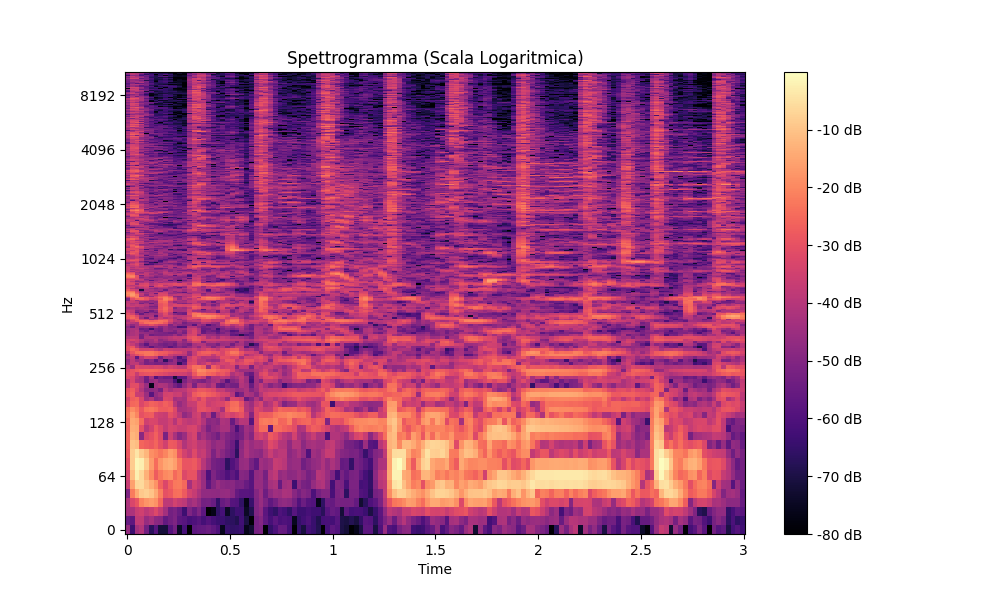 Spettrogramma (Scala Logaritmica)
Hz
8192
4096
2048
1024
512
256
128
64
0
0
0.5
1
1.5
2
2.5
3
Time
-10 dB
-20 dB
-30 dB
-40 dB
-50 dB
-60 dB
-70 dB
-80 dB